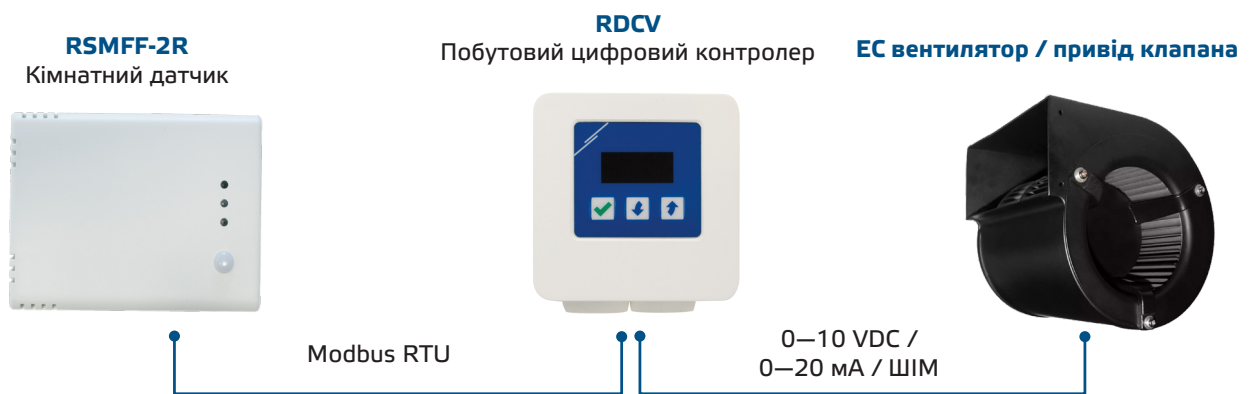 RSMFF-2R
Кімнатний датчик
RDCV
Побутовий цифровий контролер
EC вентилятор / привід клапана
Modbus RTU
0—10 VDC /
0—20 мА / ШІМ